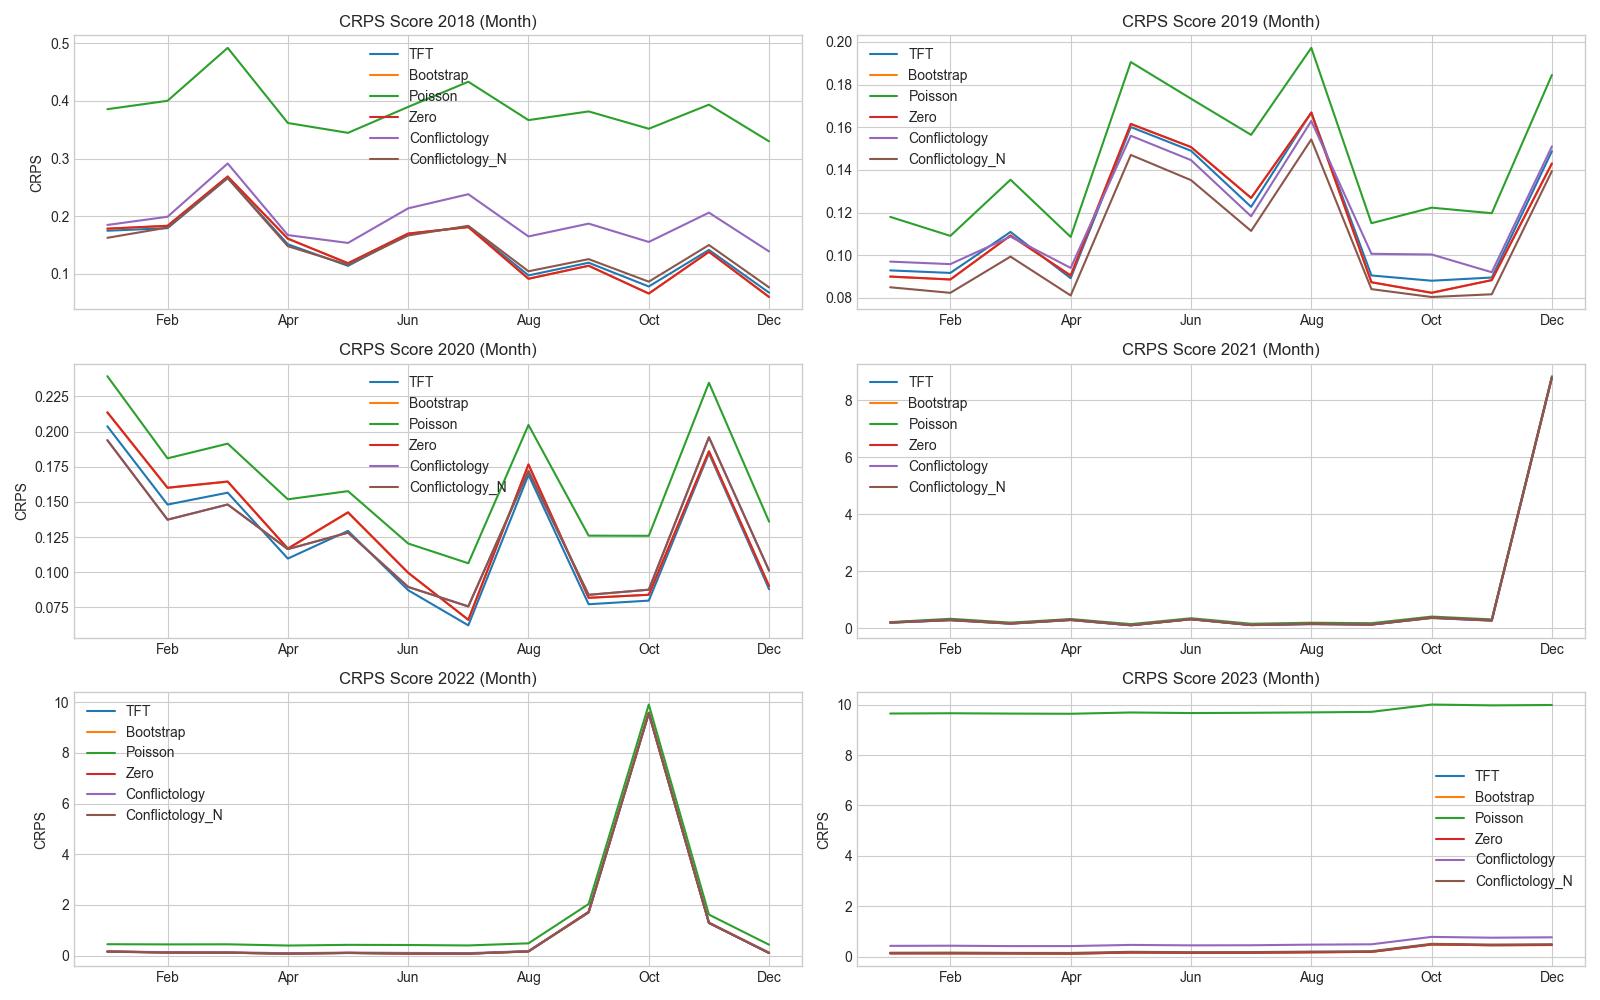 CRPS Score 2018 (Month)
CRPS
0.5
0.4
0.3
0.2
0.1
TFT
Bootstrap
Poisson
Zero
Conflictology
Conflictology_N
Feb Apr Jun Aug Oct Dec
CRPS Score 2019 (Month)
0.20
0.18
0.16
0.14
0.12
0.10
0.08
TFT
Bootstrap
Poisson
Zero
Conflictology
Conflictology_N
Feb Apr Jun Aug Oct Dec
CRPS Score 2020 (Month)
CRPS
0.225
0.200
0.175
0.150
0.125
0.100
0.075
TFT
Bootstrap
Poisson
Zero
Conflictology
Conflictology_N
Feb Apr Jun Aug Oct Dec
CRPS Score 2021 (Month)
8
6
4
2
0
TFT
Bootstrap
Poisson
Zero
Conflictology
Conflictology_N
Feb Apr Jun Aug Oct Dec
CRPS Score 2022 (Month)
CRPS
10
8
6
4
2
0
TFT
Bootstrap
Poisson
Zero
Conflictology
Conflictology_N
Feb Apr Jun Aug Oct Dec
CRPS Score 2023 (Month)
CRPS
10
8
6
4
2
0
TFT
Bootstrap
Poisson
Zero
Conflictology
Conflictology_N
Feb Apr Jun Aug Oct Dec